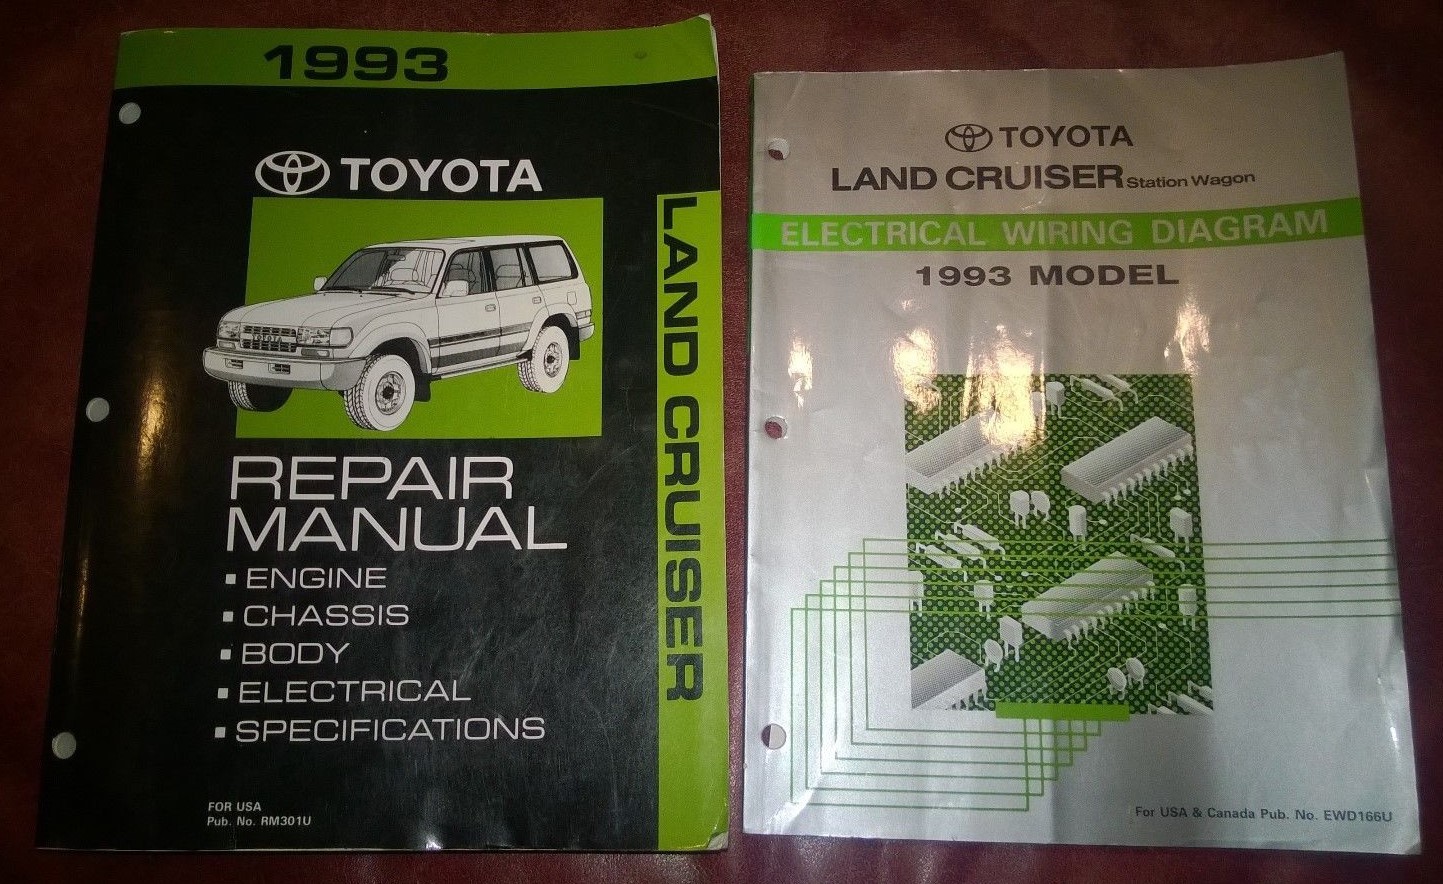 1993
TOYOTA
TOYOTA
LAND CRUISER
REPAIR
MANUAL
▪ ENGINE
▪ CHASSIS
▪ BODY
▪ ELECTRICAL
▪ SPECIFICATIONS
FOR USA
Pub. No. RM301U
TOYOTA
LAND CRUISER Station Wagon
ELECTRICAL WIRING DIAGRAM
1993 MODEL
For USA & Canada Pub. No. EWD166U